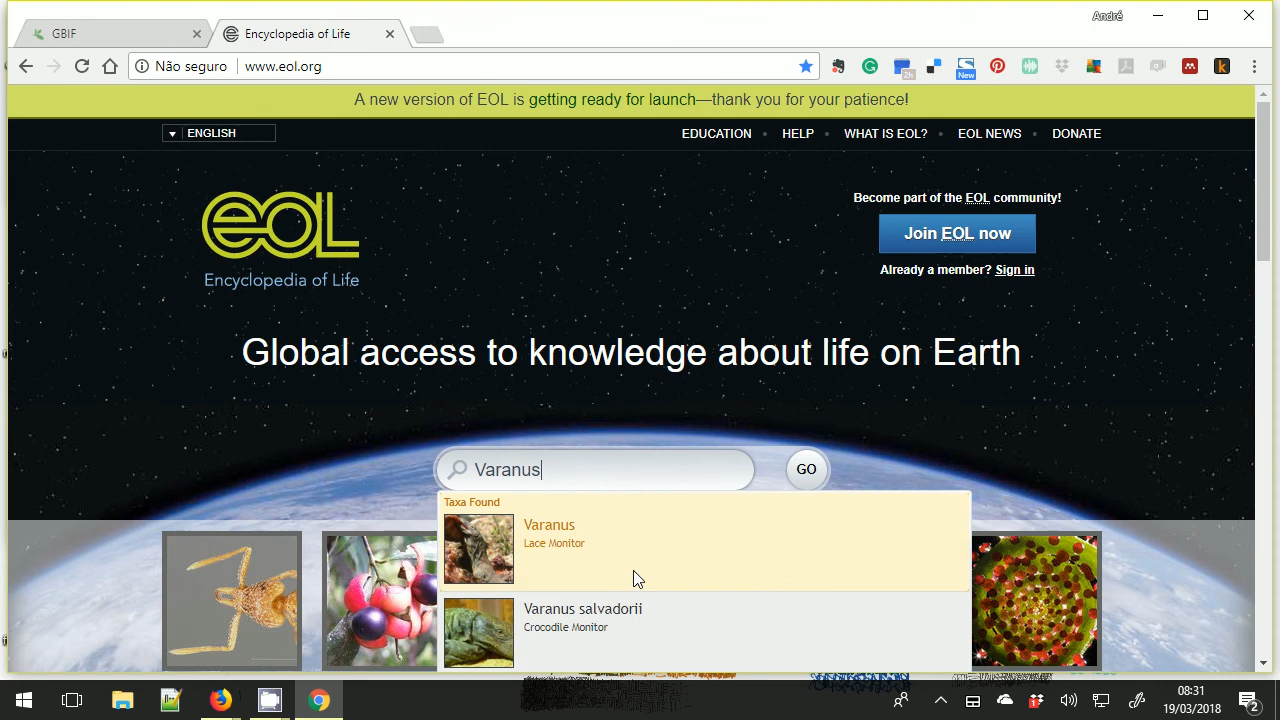 André
GBIF
Encyclopedia of Life
Não seguro
www.eol.org
2h
New
A new version of EOL is getting ready for launch—thank you for your patience!
ENGLISH
EDUCATION • HELP • WHAT IS EOL? • EOL NEWS • DONATE
eol
Encyclopedia of Life
Become part of the EOL community!
Join EOL now
Already a member? Sign in
Global access to knowledge about life on Earth
Varanus
GO
Taxa Found
Varanus
Lace Monitor
Varanus salvadorii
Crocodile Monitor
1
08:31
19/03/2018
2